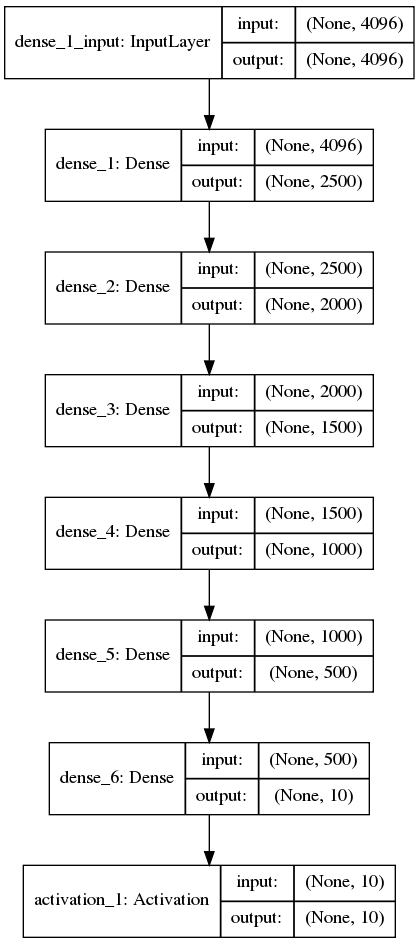 dense_1_input: InputLayer
input: (None, 4096)
output: (None, 4096)
dense_1: Dense
input: (None, 4096)
output: (None, 2500)
dense_2: Dense
input: (None, 2500)
output: (None, 2000)
dense_3: Dense
input: (None, 2000)
output: (None, 1500)
dense_4: Dense
input: (None, 1500)
output: (None, 1000)
dense_5: Dense
input: (None, 1000)
output: (None, 500)
dense_6: Dense
input: (None, 500)
output: (None, 10)
activation_1: Activation
input: (None, 10)
output: (None, 10)